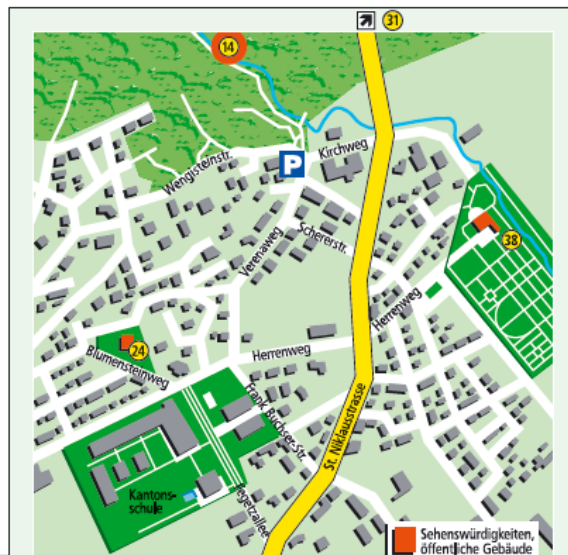 31
14
P
Kirchweg
Wengisteinstr.
Schererstr.
Verenaweg
38
Herrenweg
24
Blumensteinweg
Herrenweg
Frank Buchser-Str.
St. Niklausstrasse
Kantons-
schule
Fegetzallee
Sehenswürdigkeiten,
öffentliche Gebäude